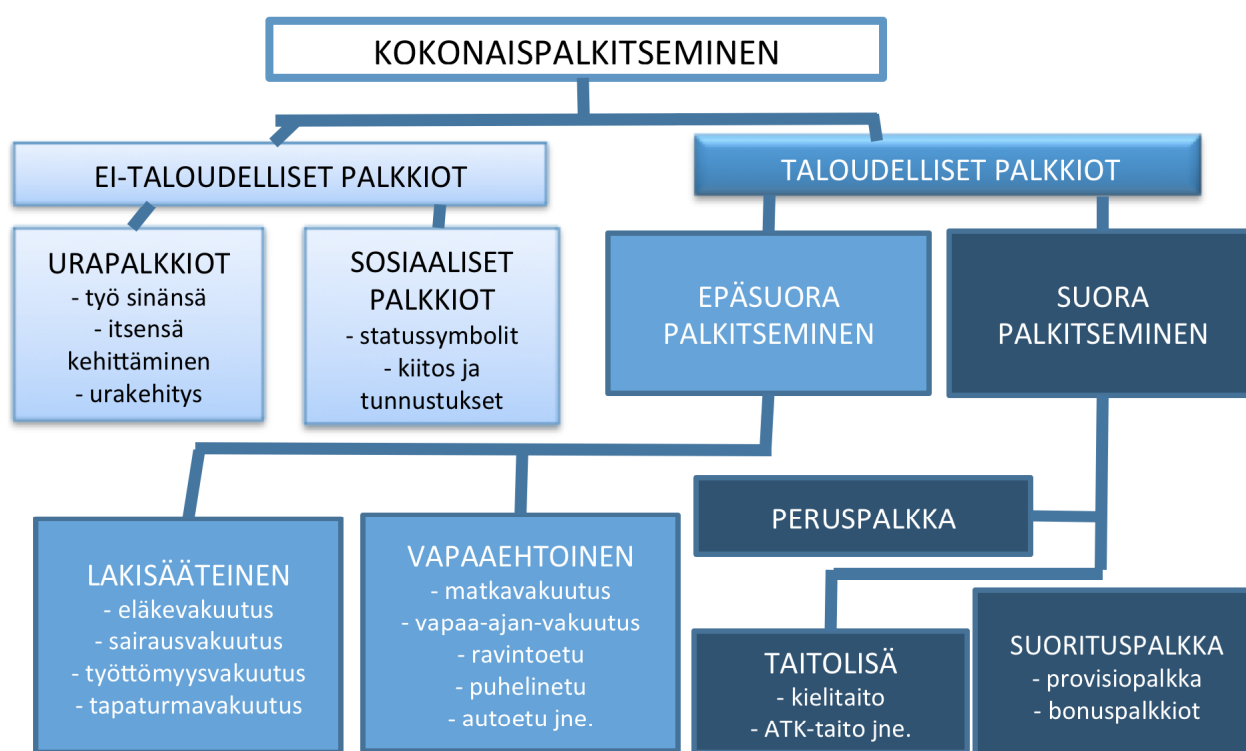 KOKONAISPALKITSEMINEN
EI-TALOUDELLISET PALKKIOT
TALOUDELLISET PALKKIOT
URAPALKKIOT
- työ sinänsä
- itsensä
kehittäminen
- urakehitys
SOSIAALISET
PALKKIOT
- statussymbolit
- kiitos ja
tunnustukset
EPÄSUORA
PALKITSEMINEN
SUORA
PALKITSEMINEN
LAKISÄÄTEINEN
- eläkevakuutus
- sairausvakuutus
- työttömyysvakuutus
- tapaturmavakuutus
VAPAAEHTOINEN
- matkavakuutus
- vapaa-ajan-vakuutus
- ravintoetu
- puhelinetu
- autoetu jne.
PERUSPALKKA
TAITOLISÄ
- kielitaito
- ATK-taito jne.
SUORITUSPALKKA
- provisiopalkka
- bonuspalkkiot